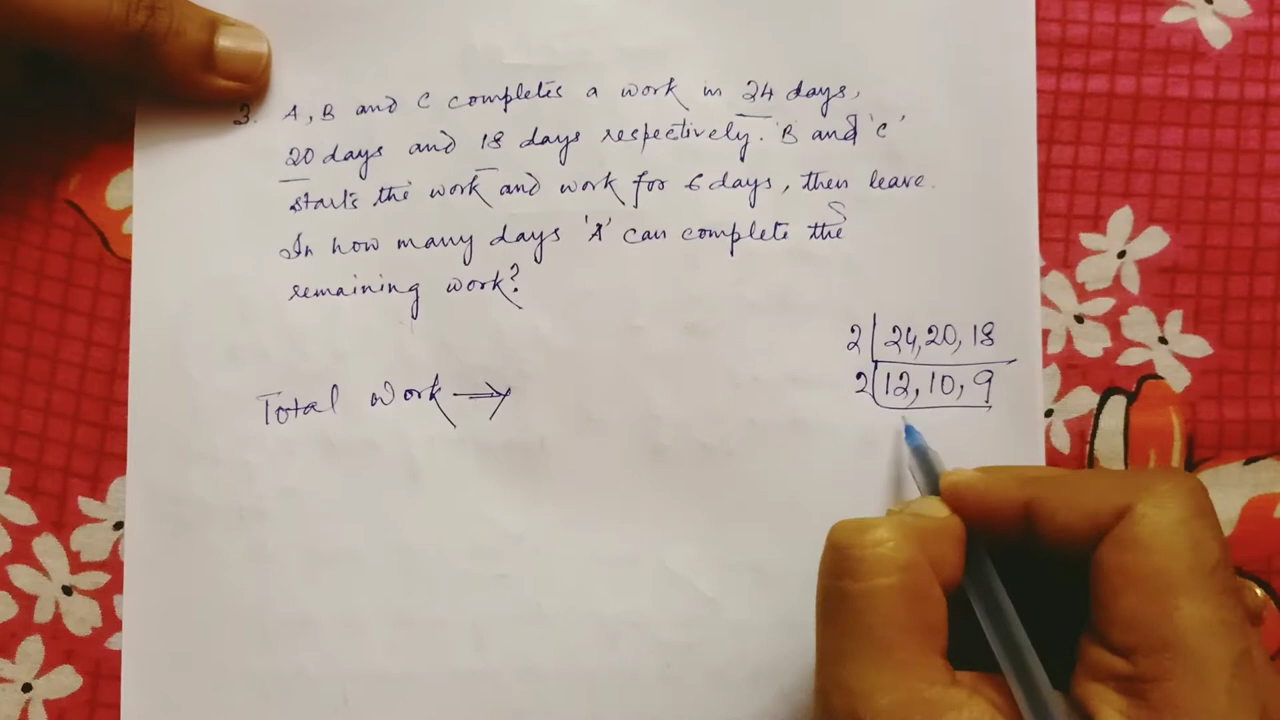 3. A, B and C completes a work in 24 days,
20 days and 18 days respectively. 'B and 'C'
starts the work and work for 6 days, then leave.
In how many days 'A' can complete the
remaining work?
2 | 24, 20, 18
Total work →
2 | 12, 10, 9